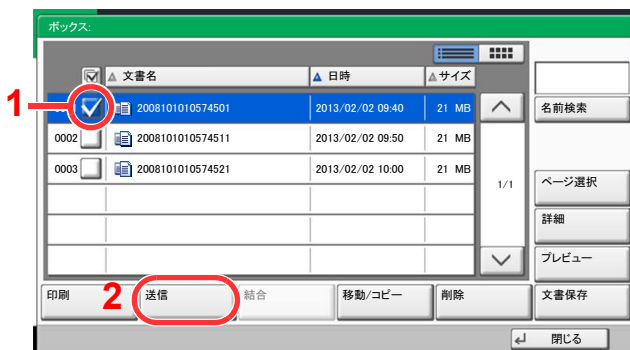 ボックス:
文書名 日時 サイズ
1 2008101010574501 2013/02/02 09:40 21 MB 名前検索
0002 2008101010574511 2013/02/02 09:50 21 MB
0003 2008101010574521 2013/02/02 10:00 21 MB
1/1 ページ選択
詳細
プレビュー
印刷 2 送信 結合 移動/コピー 削除 文書保存
閉じる